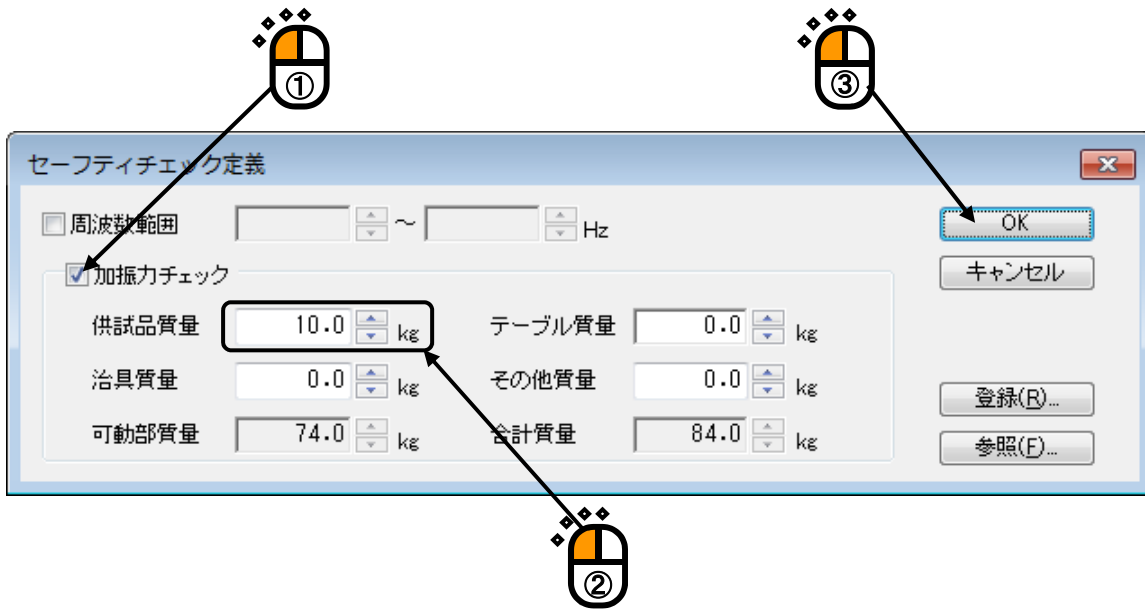 ① ③
セーフティチェック定義
周波数範囲 ～ Hz OK
加振力チェック キャンセル
供試品質量 10.0 kg テーブル質量 0.0 kg
治具質量 0.0 kg その他質量 0.0 kg 登録(R)...
可動部質量 74.0 kg 合計質量 84.0 kg 参照(F)...
②